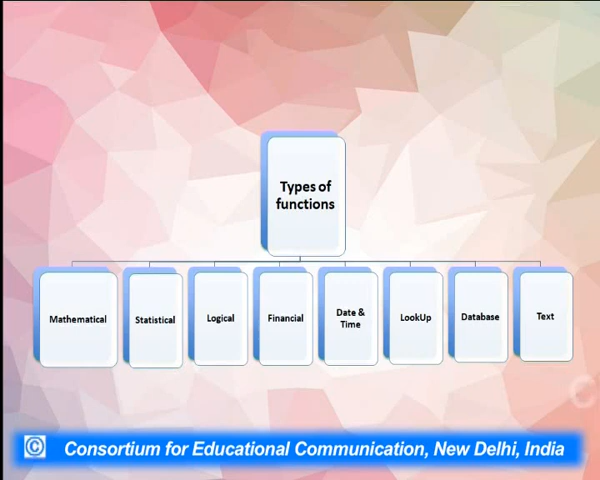 Types of
functions
Mathematical
Statistical
Logical
Financial
Date &
Time
LookUp
Database
Text
© Consortium for Educational Communication, New Delhi, India
C